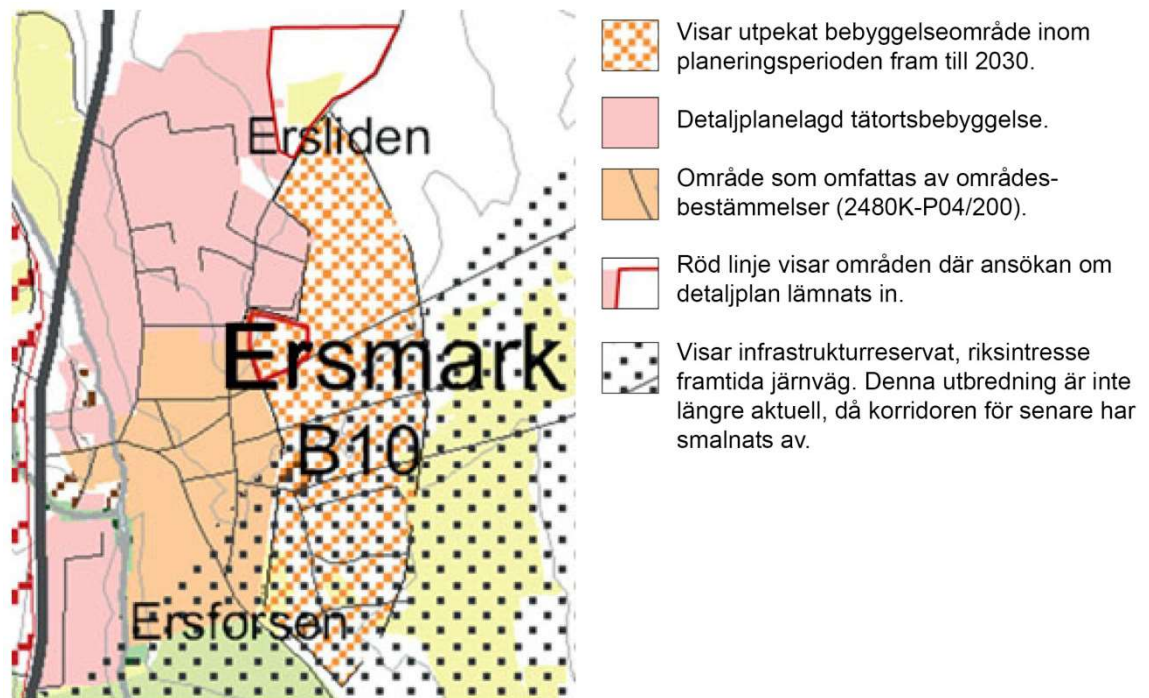 Ersliden
Ersmark
B10
Ersforsen
Visar utpekat bebyggelseområde inom
planeringsperioden fram till 2030.
Detaljplanelagd tätortsbebyggelse.
Område som omfattas av områdes-
bestämmelser (2480K-P04/200).
Röd linje visar områden där ansökan om
detaljplan lämnats in.
Visar infrastrukturreservat, riksintresse
framtida järnväg. Denna utbredning är inte
längre aktuell, då korridoren för senare har
smalnats av.